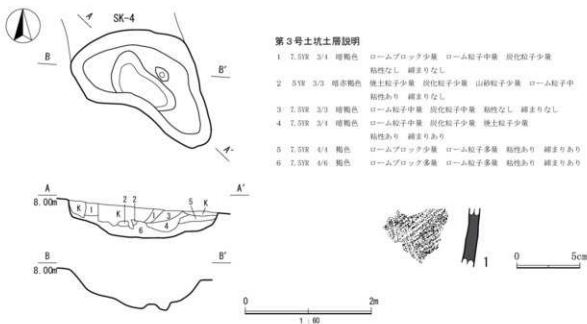 SK-4
A
B
B'
A'
第3号土坑土層説明
1 7.5YR 3/4 暗褐色 ロームブロック少量 ローム粒子中量 炭化粒子少量
粘性なし 締まりなし
2 5YR 3/3 暗赤褐色 焼土粒子少量 炭化粒子少量 山砂粒子少量 ローム粒子中
粘性あり 締まりなし
3 7.5YR 3/3 暗褐色 ローム粒子中量 炭化粒子中量 粘性なし 締まりなし
4 7.5YR 3/4 暗褐色 ローム粒子中量 炭化粒子少量 焼土粒子少量
粘性あり 締まりあり
5 7.5YR 4/4 褐色 ロームブロック少量 ローム粒子多量 粘性あり 締まりあり
6 7.5YR 4/6 褐色 ロームブロック多量 ローム粒子多量 粘性あり 締まりあり
A A'
8.00m
K 1 K 2 2 6 1 3 4 5 K
B B'
8.00m
1
0 5cm
0 2m
1 : 60